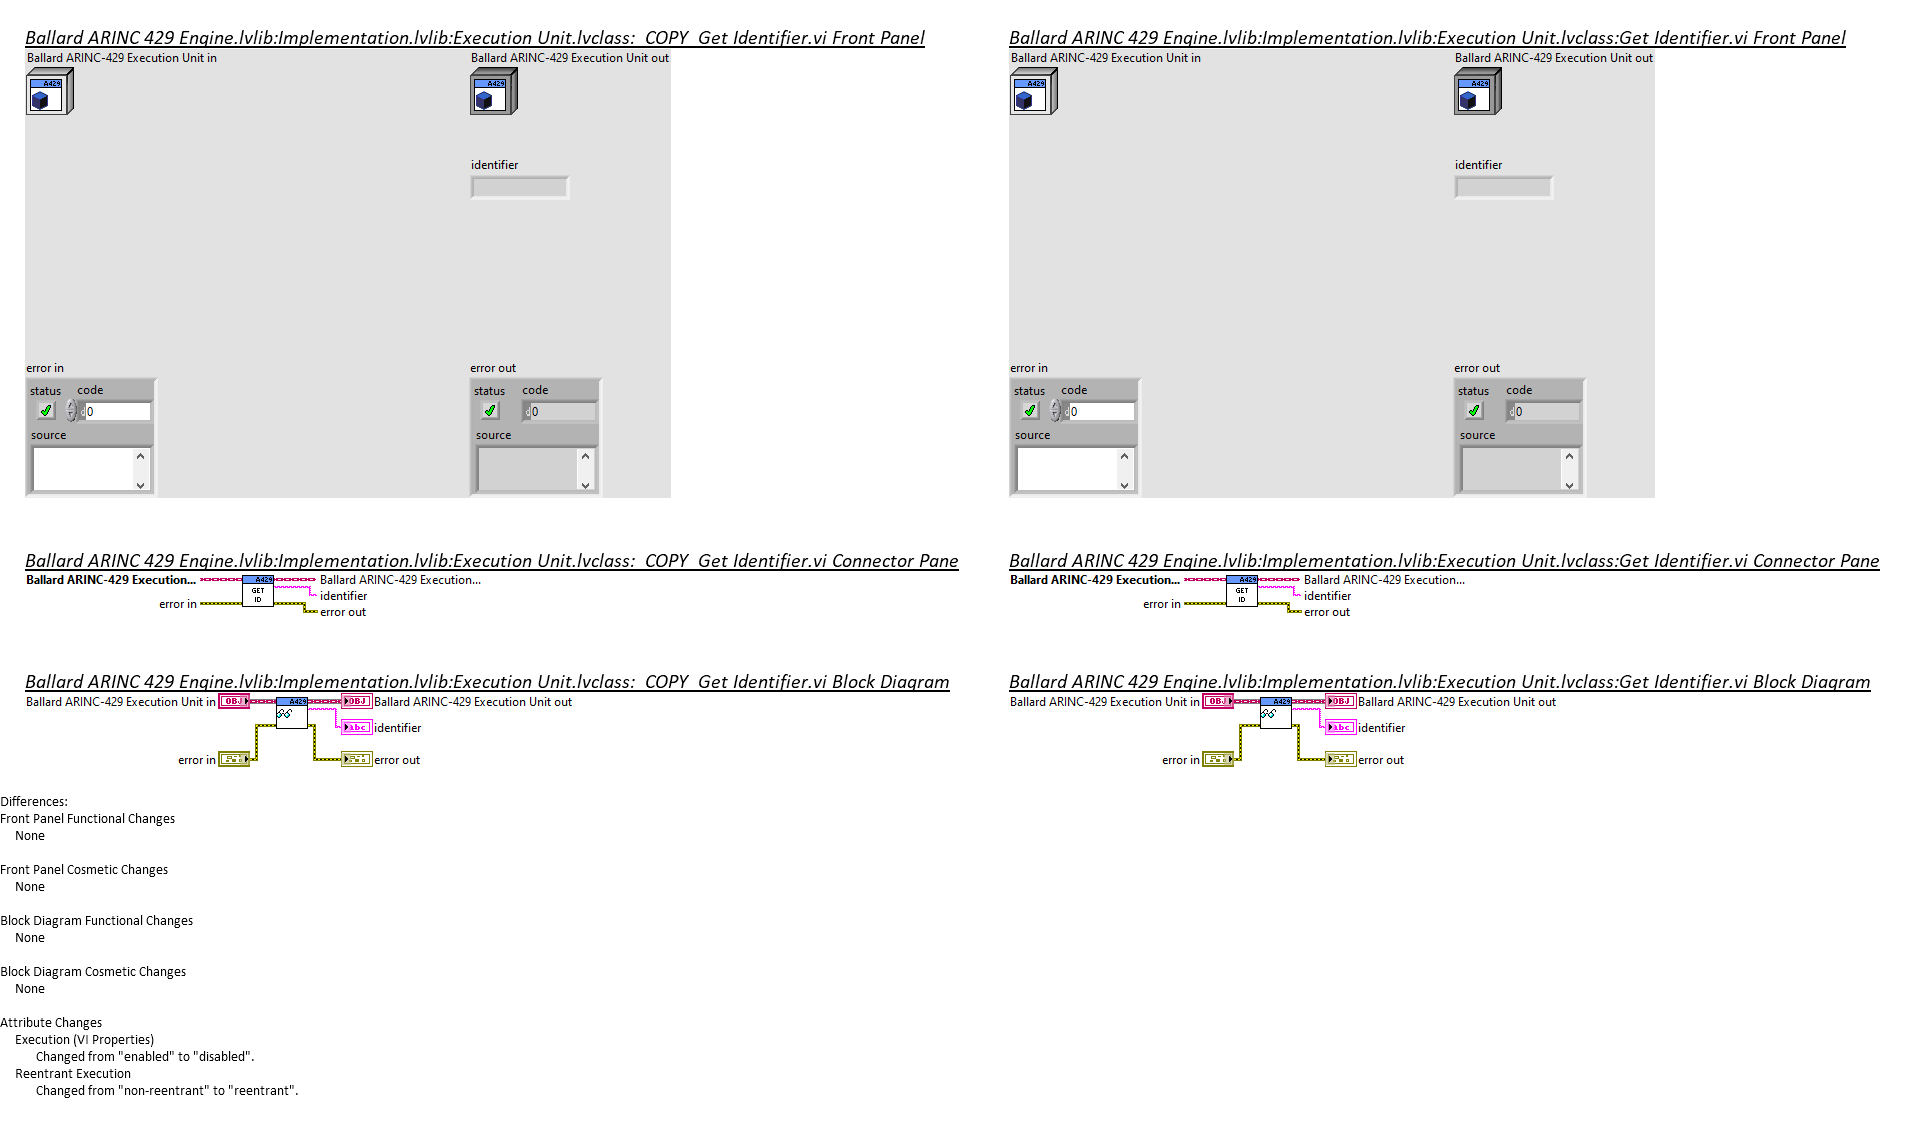 Ballard ARINC 429 Engine.lvlib:Implementation.lvlib:Execution Unit.lvclass:  COPY  Get Identifier.vi Front Panel
Ballard ARINC-429 Execution Unit in
Ballard ARINC-429 Execution Unit out
A429
A429
identifier
error in
error out
status
code
status
code
d 0
d 0
source
source
Ballard ARINC 429 Engine.lvlib:Implementation.lvlib:Execution Unit.lvclass:Get Identifier.vi Front Panel
Ballard ARINC-429 Execution Unit in
Ballard ARINC-429 Execution Unit out
A429
A429
identifier
error in
error out
status
code
status
code
d 0
d 0
source
source
Ballard ARINC 429 Engine.lvlib:Implementation.lvlib:Execution Unit.lvclass:  COPY  Get Identifier.vi Connector Pane
Ballard ARINC-429 Execution...
A429
GET
ID
Ballard ARINC-429 Execution...
identifier
error in
error out
Ballard ARINC 429 Engine.lvlib:Implementation.lvlib:Execution Unit.lvclass:Get Identifier.vi Connector Pane
Ballard ARINC-429 Execution...
A429
GET
ID
Ballard ARINC-429 Execution...
identifier
error in
error out
Ballard ARINC 429 Engine.lvlib:Implementation.lvlib:Execution Unit.lvclass:  COPY  Get Identifier.vi Block Diagram
Ballard ARINC-429 Execution Unit in
OBJ
A429
OBJ
Ballard ARINC-429 Execution Unit out
abc
identifier
error in
error out
Ballard ARINC 429 Engine.lvlib:Implementation.lvlib:Execution Unit.lvclass:Get Identifier.vi Block Diagram
Ballard ARINC-429 Execution Unit in
OBJ
A429
OBJ
Ballard ARINC-429 Execution Unit out
abc
identifier
error in
error out
Differences:
Front Panel Functional Changes
None
Front Panel Cosmetic Changes
None
Block Diagram Functional Changes
None
Block Diagram Cosmetic Changes
None
Attribute Changes
Execution (VI Properties)
Changed from "enabled" to "disabled".
Reentrant Execution
Changed from "non-reentrant" to "reentrant".